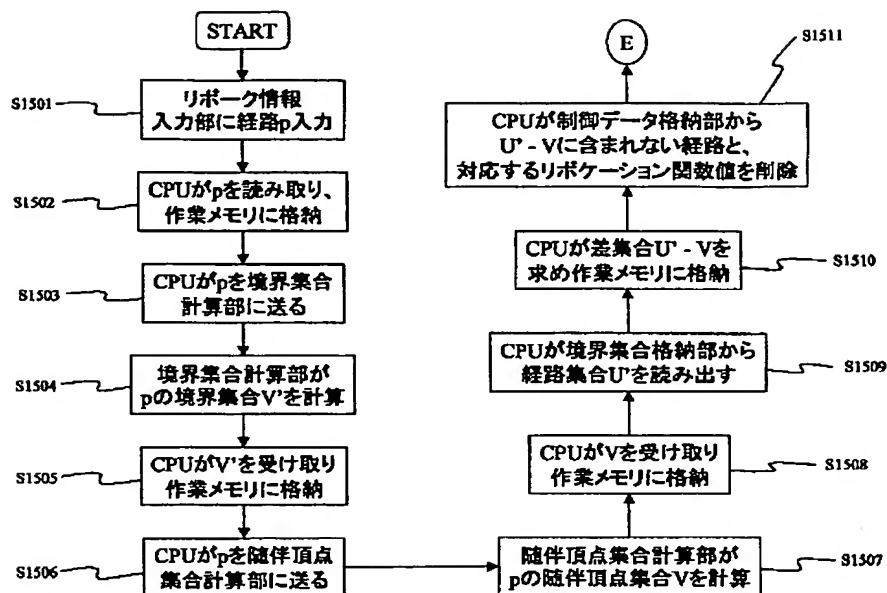 START
S1501
リボーク情報
入力部に経路p入力
S1502
CPUがpを読み取り、
作業メモリに格納
S1503
CPUがpを境界集合
計算部に送る
S1504
境界集合計算部が
pの境界集合V'を計算
S1505
CPUがV'を受け取り
作業メモリに格納
S1506
CPUがpを随伴頂点
集合計算部に送る
随伴頂点集合計算部が
pの随伴頂点集合Vを計算
S1507
CPUがVを受け取り
作業メモリに格納
S1508
CPUが境界集合格納部から
経路集合U'を読み出す
S1509
CPUが差集合U' - Vを
求め作業メモリに格納
S1510
CPUが制御データ格納部から
U' - Vに含まれない経路と、
対応するリボケーション関数値を削除
S1511
E